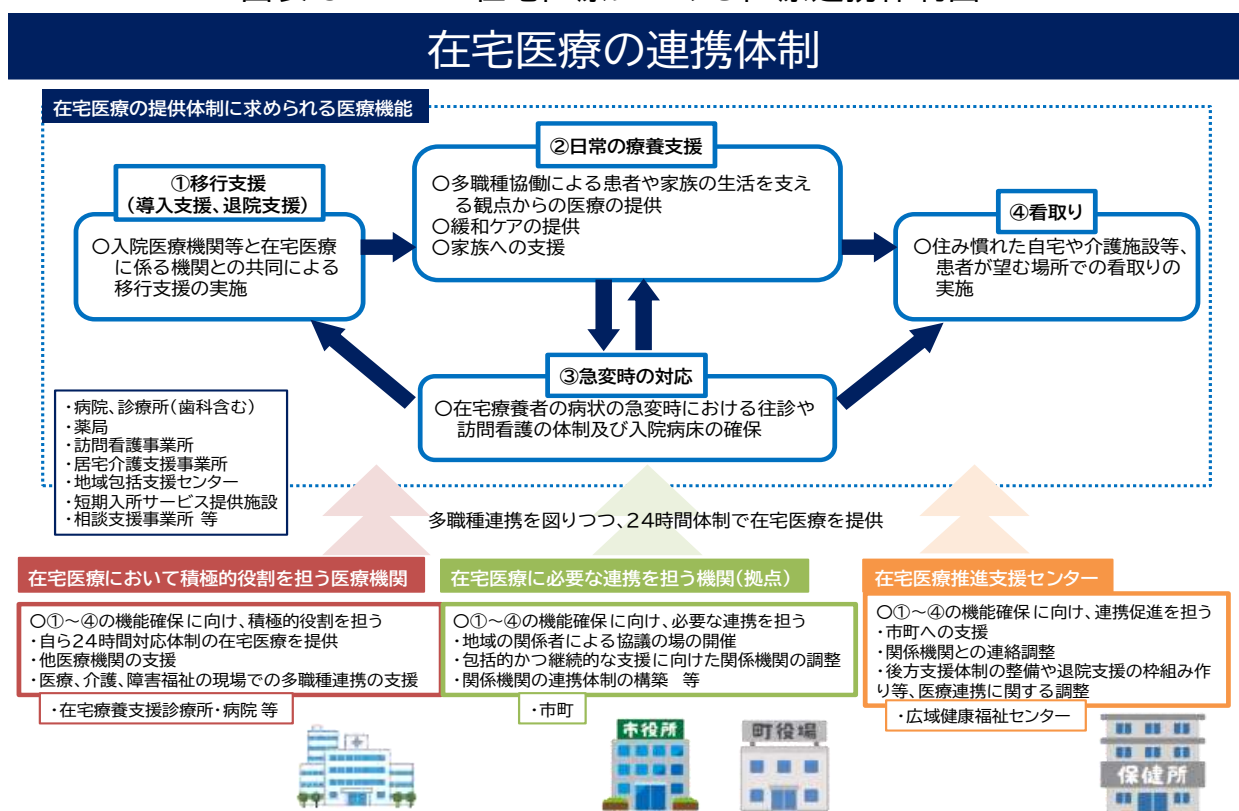 在宅医療の連携体制
在宅医療の提供体制に求められる医療機能
①移行支援
(導入支援、退院支援)
〇入院医療機関等と在宅医療
に係る機関との共同による
移行支援の実施
②日常の療養支援
〇多職種協働による患者や家族の生活を支え
る観点からの医療の提供
〇緩和ケアの提供
〇家族への支援
④看取り
〇住み慣れた自宅や介護施設等、
患者が望む場所での看取りの
実施
③急変時の対応
〇在宅療養者の病状の急変時における往診や
訪問看護の体制及び入院病床の確保
・病院、診療所(歯科含む)
・薬局
・訪問看護事業所
・居宅介護支援事業所
・地域包括支援センター
・短期入所サービス提供施設
・相談支援事業所 等
多職種連携を図りつつ、24時間体制で在宅医療を提供
在宅医療において積極的役割を担う医療機関
〇①～④の機能確保に向け、積極的役割を担う
・自ら24時間対応体制の在宅医療を提供
・他医療機関の支援
・医療、介護、障害福祉の現場での多職種連携の支援
・在宅療養支援診療所・病院 等
在宅医療に必要な連携を担う機関(拠点)
〇①～④の機能確保に向け、必要な連携を担う
・地域の関係者による協議の場の開催
・包括的かつ継続的な支援に向けた関係機関の調整
・関係機関の連携体制の構築 等
・市町
在宅医療推進支援センター
〇①～④の機能確保に向け、連携促進を担う
・市町への支援
・関係機関との連絡調整
・後方支援体制の整備や退院支援の枠組み作
り等、医療連携に関する調整
・広域健康福祉センター
市役所
町役場
保健所